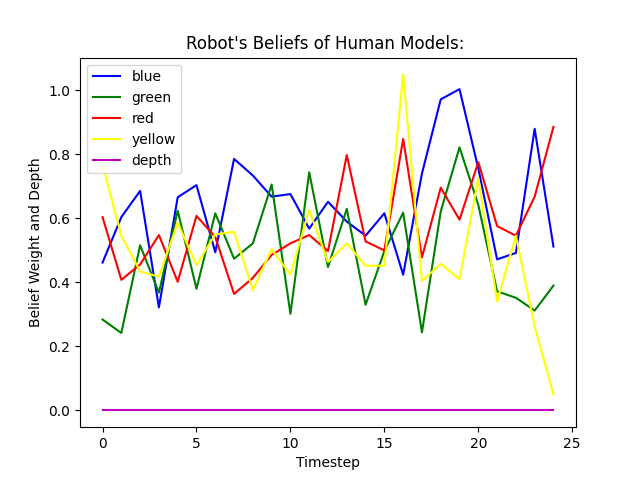 Robot's Beliefs of Human Models:
blue
green
red
yellow
depth
Belief Weight and Depth
1.0
0.8
0.6
0.4
0.2
0.0
0 5 10 15 20 25
Timestep